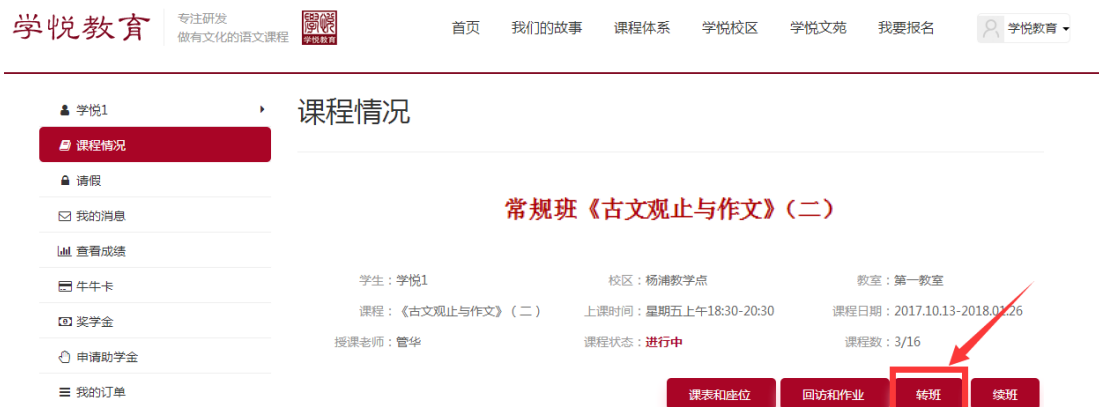 学悦教育
专注研发
做有文化的语文课程
學悅
学悦教育
首页 我们的故事 课程体系 学悦校区 学悦文苑 我要报名 学悦教育
学悦1
课程情况
请假
我的消息
查看成绩
牛牛卡
奖学金
申请助学金
我的订单
课程情况
常规班《古文观止与作文》（二）
学生：学悦1 校区：杨浦教学点 教室：第一教室
课程：《古文观止与作文》（二） 上课时间：星期五上午18:30-20:30 课程日期：2017.10.13-2018.01.26
授课老师：管华 课程状态：进行中 课程数：3/16
课表和座位 回访和作业 转班 续班